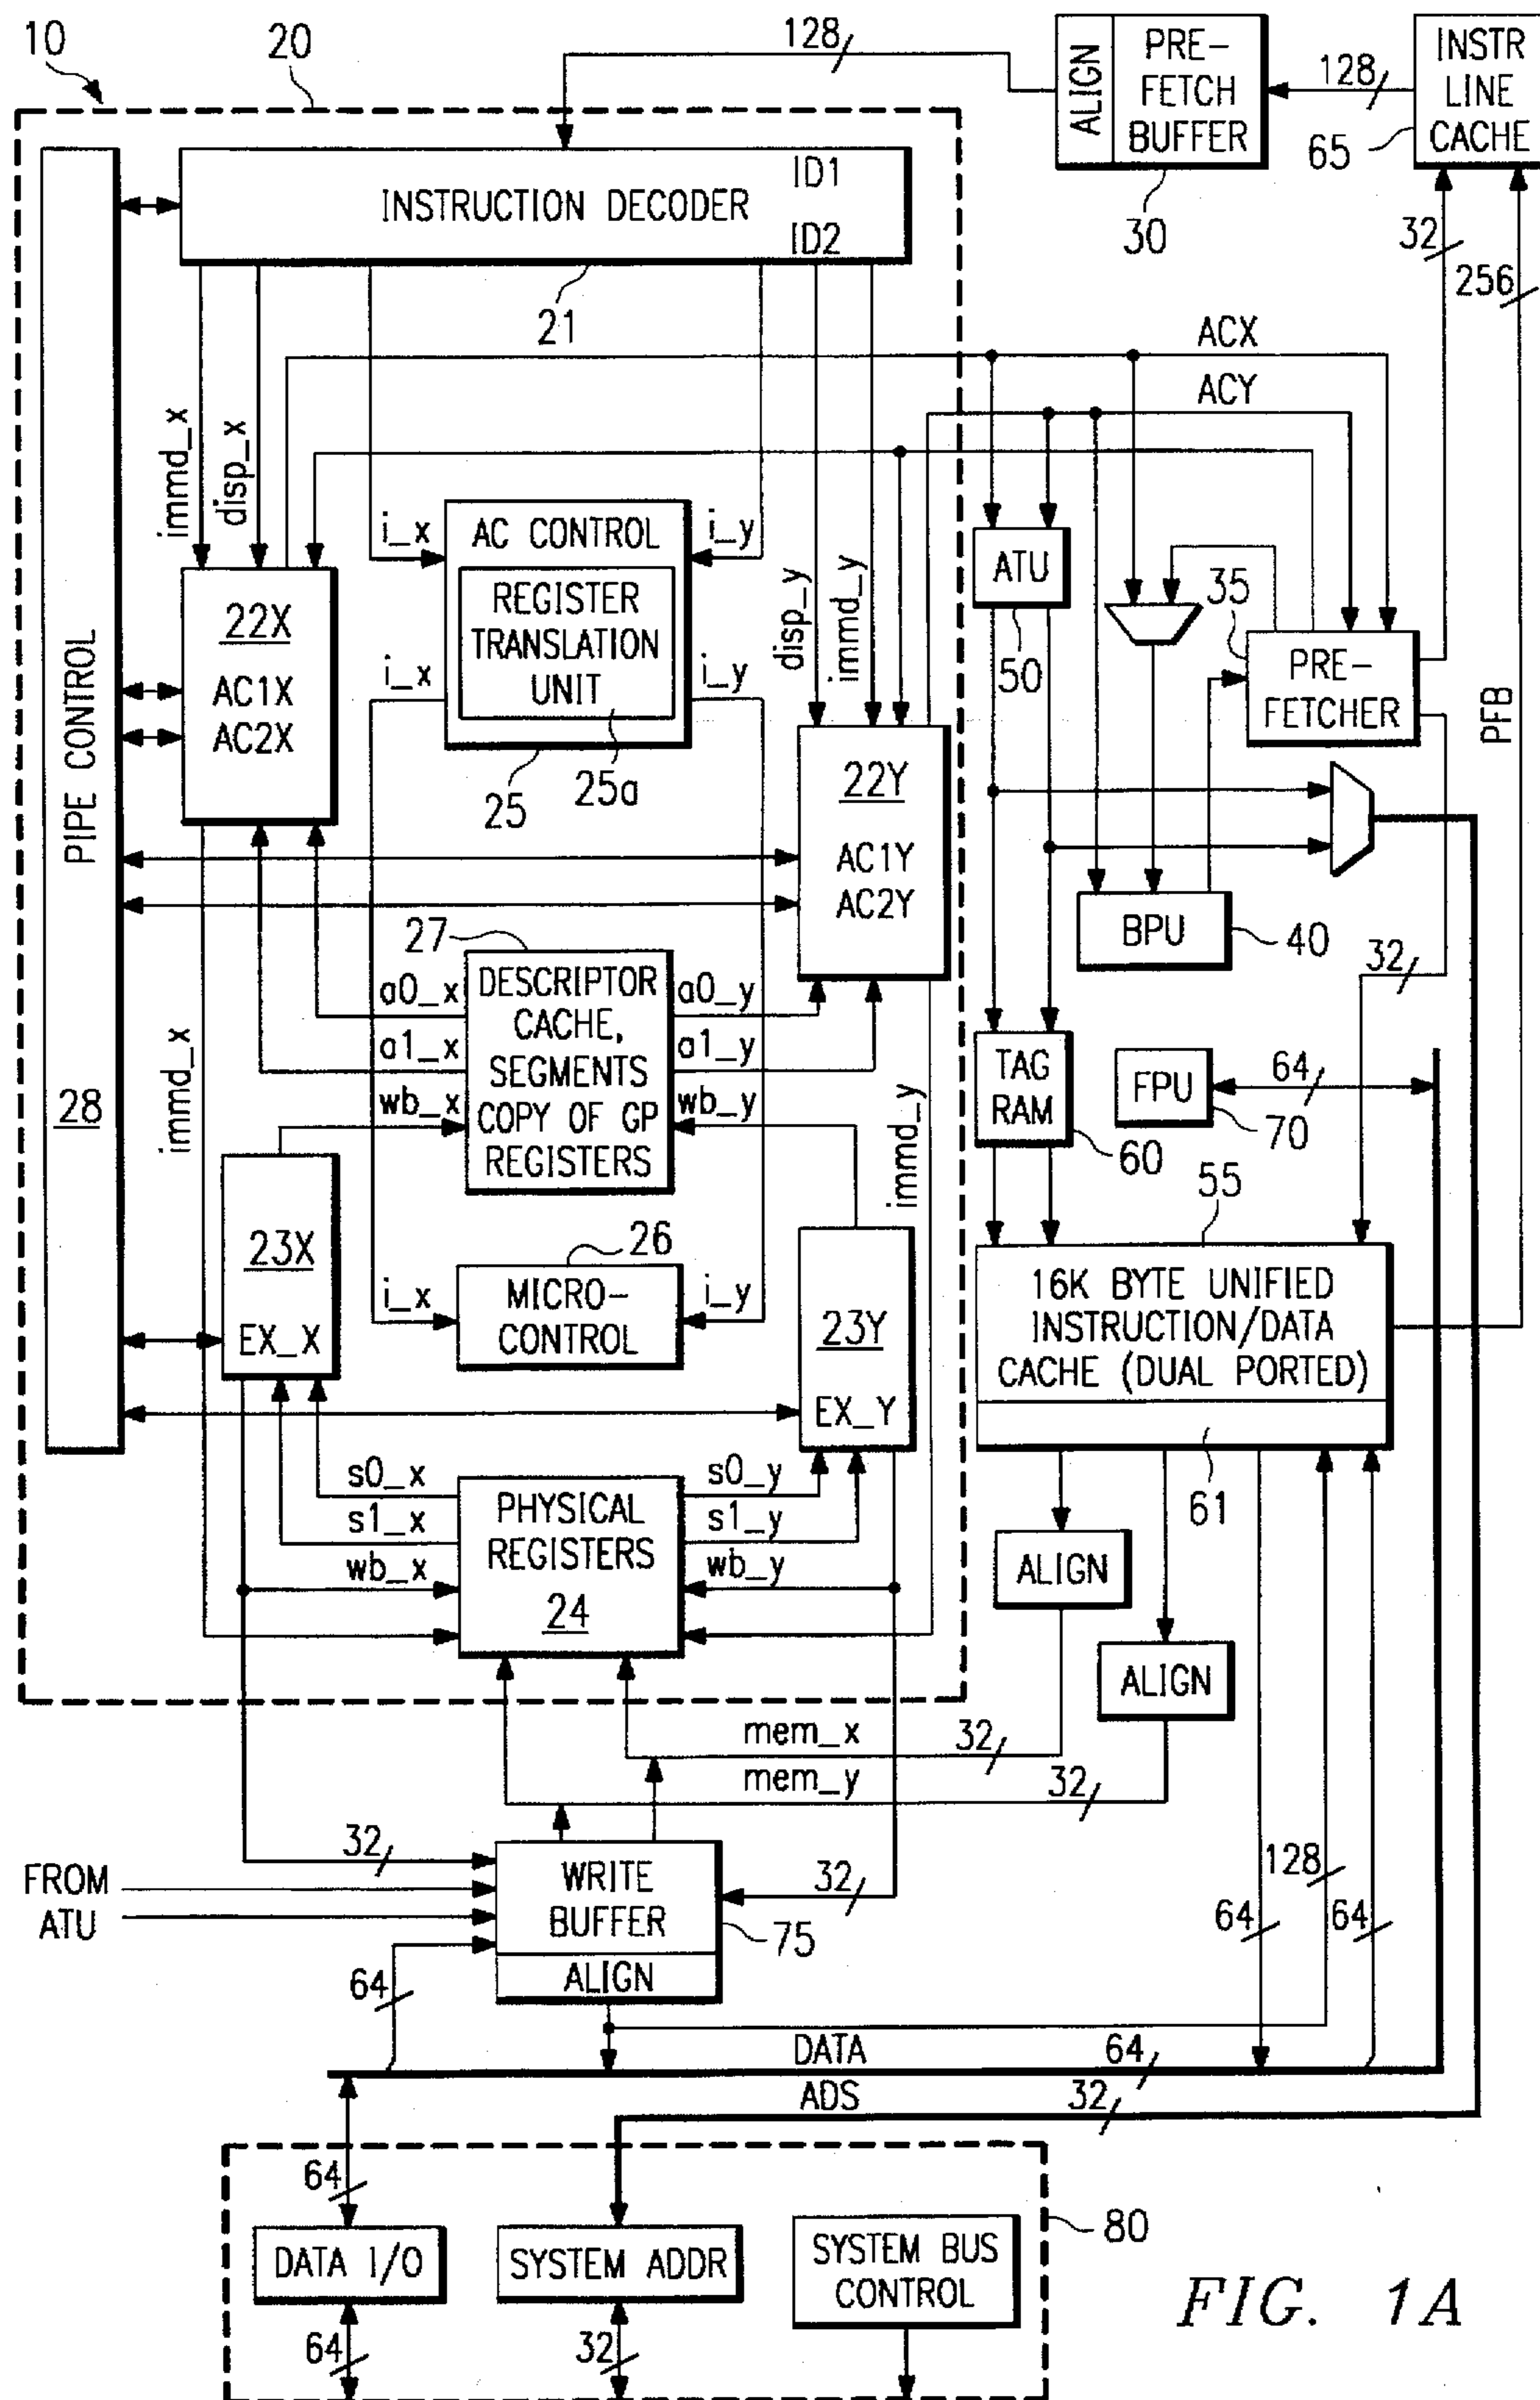 10
20
128
ALIGN
PRE-
FETCH
BUFFER
30
128
INSTR
LINE
CACHE
65
32
256
PIPE CONTROL
28
INSTRUCTION DECODER
ID1
ID2
21
ACX
ACY
immd_x
disp_x
i_x
AC CONTROL
i_y
REGISTER
TRANSLATION
UNIT
i_x
i_y
25
25a
disp_y
immd_y
22X
AC1X
AC2X
22Y
AC1Y
AC2Y
ATU
50
35
PRE-
FETCHER
PFB
BPU
40
32
27
DESCRIPTOR
CACHE,
SEGMENTS
COPY OF GP
REGISTERS
a0_x
a0_y
a1_x
a1_y
wb_x
wb_y
immd_x
immd_y
TAG
RAM
60
FPU
70
64
55
16K BYTE UNIFIED
INSTRUCTION/DATA
CACHE (DUAL PORTED)
61
23X
EX_X
26
MICRO-
CONTROL
i_x
i_y
23Y
EX_Y
s0_x
s0_y
s1_x
s1_y
wb_x
wb_y
PHYSICAL
REGISTERS
24
ALIGN
ALIGN
mem_x
32
mem_y
32
32
FROM
ATU
WRITE
BUFFER
ALIGN
75
32
64
128
64
64
DATA
64
ADS
32
64
DATA I/O
SYSTEM ADDR
SYSTEM BUS
CONTROL
80
64
32
FIG. 1A